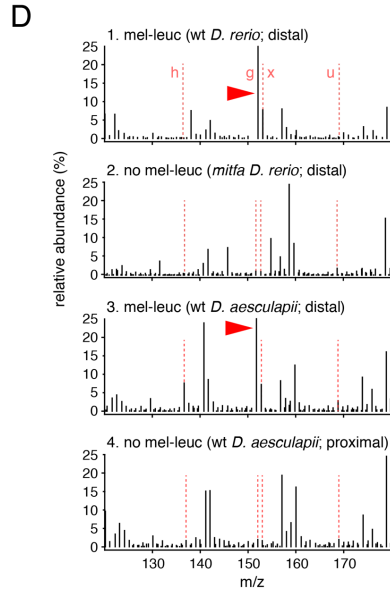 D
1. mel-leuc (wt D. rerio; distal)
25
20
15
10
5
0
h g x u
2. no mel-leuc (mitfa D. rerio; distal)
25
20
15
10
5
0
relative abundance (%)
3. mel-leuc (wt D. aesculapii; distal)
25
20
15
10
5
0
4. no mel-leuc (wt D. aesculapii; proximal)
25
20
15
10
5
0
130 140 150 160 170
m/z